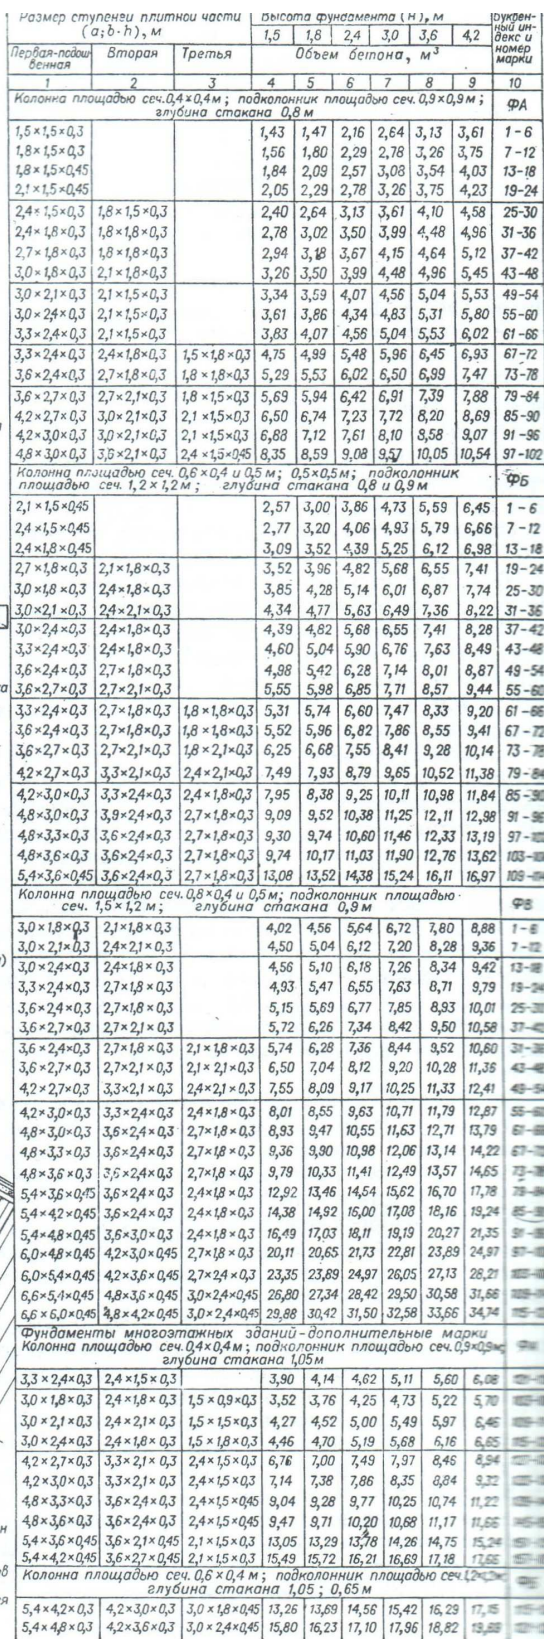 Размер ступеней плитной части (а; b·h), м | Высота фундамента (Н), м | Буквенный индекс и номер марки
1,5 | 1,8 | 2,4 | 3,0 | 3,6 | 4,2
Первая-подошвенная | Вторая | Третья | Объем бетона, м³
1 | 2 | 3 | 4 | 5 | 6 | 7 | 8 | 9 | 10
Колонна площадью сеч. 0,4×0,4м; подколонник площадью сеч. 0,9×0,9м; | ФА
глубина стакана 0,8 м
1,5×1,5×0,3 | 1,43 | 1,47 | 2,16 | 2,64 | 3,13 | 3,61 | 1-6
1,8×1,5×0,3 | 1,56 | 1,80 | 2,29 | 2,78 | 3,26 | 3,75 | 7-12
1,8×1,5×0,45 | 1,84 | 2,09 | 2,57 | 3,08 | 3,54 | 4,03 | 13-18
2,1×1,5×0,45 | 2,05 | 2,29 | 2,78 | 3,26 | 3,75 | 4,23 | 19-24
2,4×1,5×0,3 | 1,8×1,5×0,3 | 2,40 | 2,64 | 3,13 | 3,61 | 4,10 | 4,58 | 25-30
2,4×1,8×0,3 | 1,8×1,8×0,3 | 2,78 | 3,02 | 3,50 | 3,99 | 4,48 | 4,96 | 31-36
2,7×1,8×0,3 | 1,8×1,8×0,3 | 2,94 | 3,18 | 3,67 | 4,15 | 4,64 | 5,12 | 37-42
3,0×1,8×0,3 | 2,1×1,8×0,3 | 3,26 | 3,50 | 3,99 | 4,48 | 4,96 | 5,45 | 43-48
3,0×2,1×0,3 | 2,1×1,5×0,3 | 3,34 | 3,59 | 4,07 | 4,56 | 5,04 | 5,53 | 49-54
3,0×2,4×0,3 | 2,1×1,5×0,3 | 3,61 | 3,86 | 4,34 | 4,83 | 5,31 | 5,80 | 55-60
3,3×2,4×0,3 | 2,1×1,5×0,3 | 3,83 | 4,07 | 4,56 | 5,04 | 5,53 | 6,02 | 61-66
3,3×2,4×0,3 | 2,4×1,8×0,3 | 1,5×1,8×0,3 | 4,75 | 4,99 | 5,48 | 5,96 | 6,45 | 6,93 | 67-72
3,6×2,4×0,3 | 2,7×1,8×0,3 | 1,8×1,8×0,3 | 5,29 | 5,53 | 6,02 | 6,50 | 6,99 | 7,47 | 73-78
3,6×2,7×0,3 | 2,7×2,1×0,3 | 1,8×1,5×0,3 | 5,69 | 5,94 | 6,42 | 6,91 | 7,39 | 7,88 | 79-84
4,2×2,7×0,3 | 3,0×2,1×0,3 | 2,1×1,5×0,3 | 6,50 | 6,74 | 7,23 | 7,72 | 8,20 | 8,69 | 85-90
4,2×3,0×0,3 | 3,0×2,1×0,3 | 2,1×1,5×0,3 | 6,88 | 7,12 | 7,61 | 8,10 | 8,58 | 9,07 | 91-96
4,8×3,0×0,3 | 3,6×2,1×0,3 | 2,4×1,5×0,45 | 8,35 | 8,59 | 9,08 | 9,57 | 10,05 | 10,54 | 97-102
Колонна площадью сеч. 0,6×0,4 и 0,5м; 0,5×0,5м; подколонник | ФБ
площадью сеч. 1,2×1,2м; глубина стакана 0,8 и 0,9м
2,1×1,5×0,45 | 2,57 | 3,00 | 3,86 | 4,73 | 5,59 | 6,45 | 1-6
2,4×1,5×0,45 | 2,77 | 3,20 | 4,06 | 4,93 | 5,79 | 6,66 | 7-12
2,4×1,8×0,45 | 3,09 | 3,52 | 4,39 | 5,25 | 6,12 | 6,98 | 13-18
2,7×1,8×0,3 | 2,1×1,8×0,3 | 3,52 | 3,96 | 4,82 | 5,68 | 6,55 | 7,41 | 19-24
3,0×1,8×0,3 | 2,4×1,8×0,3 | 3,85 | 4,28 | 5,14 | 6,01 | 6,87 | 7,74 | 25-30
3,0×2,1×0,3 | 2,4×2,1×0,3 | 4,34 | 4,77 | 5,63 | 6,49 | 7,36 | 8,22 | 31-36
3,0×2,4×0,3 | 2,4×1,8×0,3 | 4,39 | 4,82 | 5,68 | 6,55 | 7,41 | 8,28 | 37-42
3,3×2,4×0,3 | 2,4×1,8×0,3 | 4,60 | 5,04 | 5,90 | 6,76 | 7,63 | 8,49 | 43-48
3,6×2,4×0,3 | 2,7×1,8×0,3 | 4,98 | 5,42 | 6,28 | 7,14 | 8,01 | 8,87 | 49-54
3,6×2,7×0,3 | 2,7×2,1×0,3 | 5,55 | 5,98 | 6,85 | 7,71 | 8,57 | 9,44 | 55-60
3,3×2,4×0,3 | 2,7×1,8×0,3 | 1,8×1,8×0,3 | 5,31 | 5,74 | 6,60 | 7,47 | 8,33 | 9,20 | 61-66
3,6×2,4×0,3 | 2,7×1,8×0,3 | 1,8×1,8×0,3 | 5,52 | 5,96 | 6,82 | 7,86 | 8,55 | 9,41 | 67-72
3,6×2,7×0,3 | 2,7×2,1×0,3 | 1,8×2,1×0,3 | 6,25 | 6,68 | 7,55 | 8,41 | 9,28 | 10,14 | 73-78
4,2×2,7×0,3 | 3,3×2,1×0,3 | 2,4×2,1×0,3 | 7,49 | 7,93 | 8,79 | 9,65 | 10,52 | 11,38 | 79-84
4,2×3,0×0,3 | 3,3×2,4×0,3 | 2,4×1,8×0,3 | 7,95 | 8,38 | 9,25 | 10,11 | 10,98 | 11,84 | 85-90
4,8×3,0×0,3 | 3,9×2,4×0,3 | 2,7×1,8×0,3 | 9,09 | 9,52 | 10,38 | 11,25 | 12,11 | 12,98 | 91-96
4,8×3,3×0,3 | 3,6×2,4×0,3 | 2,7×1,8×0,3 | 9,30 | 9,74 | 10,60 | 11,46 | 12,33 | 13,19
4,8×3,6×0,3 | 3,6×2,4×0,3 | 2,7×1,8×0,3 | 9,74 | 10,17 | 11,03 | 11,90 | 12,76 | 13,62
5,4×3,6×0,45 | 3,6×2,4×0,3 | 2,7×1,8×0,3 | 13,08 | 13,52 | 14,38 | 15,24 | 16,11 | 16,97
Колонна площадью сеч. 0,8×0,4 и 0,5м; подколонник площадью | ФВ
сеч. 1,5×1,2м; глубина стакана 0,9м
3,0×1,8×0,3 | 2,1×1,8×0,3 | 4,02 | 4,56 | 5,64 | 6,72 | 7,80 | 8,88 | 1-6
3,0×2,1×0,3 | 2,4×2,1×0,3 | 4,50 | 5,04 | 6,12 | 7,20 | 8,28 | 9,36 | 7-12
3,0×2,4×0,3 | 2,4×1,8×0,3 | 4,56 | 5,10 | 6,18 | 7,26 | 8,34 | 9,42 | 13-18
3,3×2,4×0,3 | 2,7×1,8×0,3 | 4,93 | 5,47 | 6,55 | 7,63 | 8,71 | 9,79 | 19-24
3,6×2,4×0,3 | 2,7×1,8×0,3 | 5,15 | 5,69 | 6,77 | 7,85 | 8,93 | 10,01 | 25-30
3,6×2,7×0,3 | 2,7×2,1×0,3 | 5,72 | 6,26 | 7,34 | 8,42 | 9,50 | 10,58
3,6×2,4×0,3 | 2,7×1,8×0,3 | 2,1×1,8×0,3 | 5,74 | 6,28 | 7,36 | 8,44 | 9,52 | 10,60
3,6×2,7×0,3 | 2,7×2,1×0,3 | 2,1×2,1×0,3 | 6,50 | 7,04 | 8,12 | 9,20 | 10,28 | 11,36
4,2×2,7×0,3 | 3,3×2,1×0,3 | 2,4×2,1×0,3 | 7,55 | 8,09 | 9,17 | 10,25 | 11,33 | 12,41
4,2×3,0×0,3 | 3,3×2,4×0,3 | 2,4×1,8×0,3 | 8,01 | 8,55 | 9,63 | 10,71 | 11,79 | 12,87
4,8×3,0×0,3 | 3,6×2,4×0,3 | 2,7×1,8×0,3 | 8,93 | 9,47 | 10,55 | 11,63 | 12,71 | 13,79
4,8×3,3×0,3 | 3,6×2,4×0,3 | 2,7×1,8×0,3 | 9,36 | 9,90 | 10,98 | 12,06 | 13,14 | 14,22
4,8×3,6×0,3 | 3,6×2,4×0,3 | 2,7×1,8×0,3 | 9,79 | 10,33 | 11,41 | 12,49 | 13,57 | 14,65
5,4×3,6×0,45 | 3,6×2,4×0,3 | 2,4×1,8×0,3 | 12,92 | 13,46 | 14,54 | 15,62 | 16,70 | 17,78
5,4×4,2×0,45 | 3,6×2,4×0,3 | 2,4×1,8×0,3 | 14,38 | 14,92 | 16,00 | 17,08 | 18,16 | 19,24
5,4×4,8×0,45 | 3,6×3,0×0,3 | 2,4×1,8×0,3 | 16,49 | 17,03 | 18,11 | 19,19 | 20,27 | 21,35
6,0×4,8×0,45 | 4,2×3,0×0,45 | 2,7×1,8×0,3 | 20,11 | 20,65 | 21,73 | 22,81 | 23,89 | 24,97
6,0×5,4×0,45 | 4,2×3,6×0,45 | 2,7×2,4×0,3 | 23,35 | 23,89 | 24,97 | 26,05 | 27,13 | 28,21
6,6×5,4×0,45 | 4,8×3,6×0,45 | 3,0×2,4×0,45 | 26,80 | 27,34 | 28,42 | 29,50 | 30,58 | 31,66
6,6×6,0×0,45 | 4,8×4,2×0,45 | 3,0×2,4×0,45 | 29,88 | 30,42 | 31,50 | 32,58 | 33,66 | 34,74
Фундаменты многоэтажных зданий-дополнительные марки
Колонна площадью сеч. 0,4×0,4м; подколонник площадью сеч. 0,9×0,9м;
глубина стакана 1,05м
3,3×2,4×0,3 | 2,4×1,5×0,3 | 3,90 | 4,14 | 4,62 | 5,11 | 5,60 | 6,08
3,0×1,8×0,3 | 2,4×1,8×0,3 | 1,5×0,9×0,3 | 3,52 | 3,76 | 4,25 | 4,73 | 5,22 | 5,70
3,0×2,1×0,3 | 2,4×2,1×0,3 | 1,5×1,5×0,3 | 4,27 | 4,52 | 5,00 | 5,49 | 5,97 | 6,46
3,0×2,4×0,3 | 2,4×1,8×0,3 | 1,5×1,8×0,3 | 4,46 | 4,70 | 5,19 | 5,68 | 6,16 | 6,65
4,2×2,7×0,3 | 3,3×2,1×0,3 | 2,4×1,5×0,3 | 6,76 | 7,00 | 7,49 | 7,97 | 8,46 | 8,94
4,2×3,0×0,3 | 3,3×2,1×0,3 | 2,4×1,5×0,3 | 7,14 | 7,38 | 7,86 | 8,35 | 8,84 | 9,32
4,8×3,3×0,3 | 3,6×2,4×0,3 | 2,4×1,5×0,45 | 9,04 | 9,28 | 9,77 | 10,25 | 10,74 | 11,22
4,8×3,6×0,3 | 3,6×2,4×0,3 | 2,4×1,5×0,45 | 9,47 | 9,71 | 10,20 | 10,68 | 11,17 | 11,66
5,4×3,6×0,45 | 3,6×2,1×0,45 | 2,1×1,5×0,3 | 13,05 | 13,29 | 13,78 | 14,26 | 14,75 | 15,24
5,4×4,2×0,45 | 3,6×2,7×0,45 | 2,1×1,5×0,3 | 15,49 | 15,72 | 16,21 | 16,69 | 17,18 | 17,66
Колонна площадью сеч. 0,6×0,4м; подколонник площадью сеч.
глубина стакана 1,05; 0,65м
5,4×4,2×0,3 | 4,2×3,0×0,3 | 3,0×1,8×0,45 | 13,26 | 13,69 | 14,56 | 15,42 | 16,29 | 17,15
5,4×4,8×0,3 | 4,2×3,6×0,3 | 3,0×2,4×0,45 | 15,80 | 16,23 | 17,10 | 17,96 | 18,82